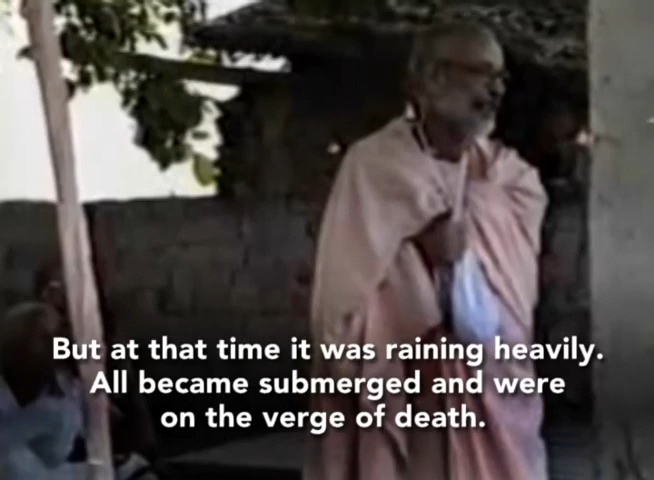 But at that time it was raining heavily.
All became submerged and were
on the verge of death.